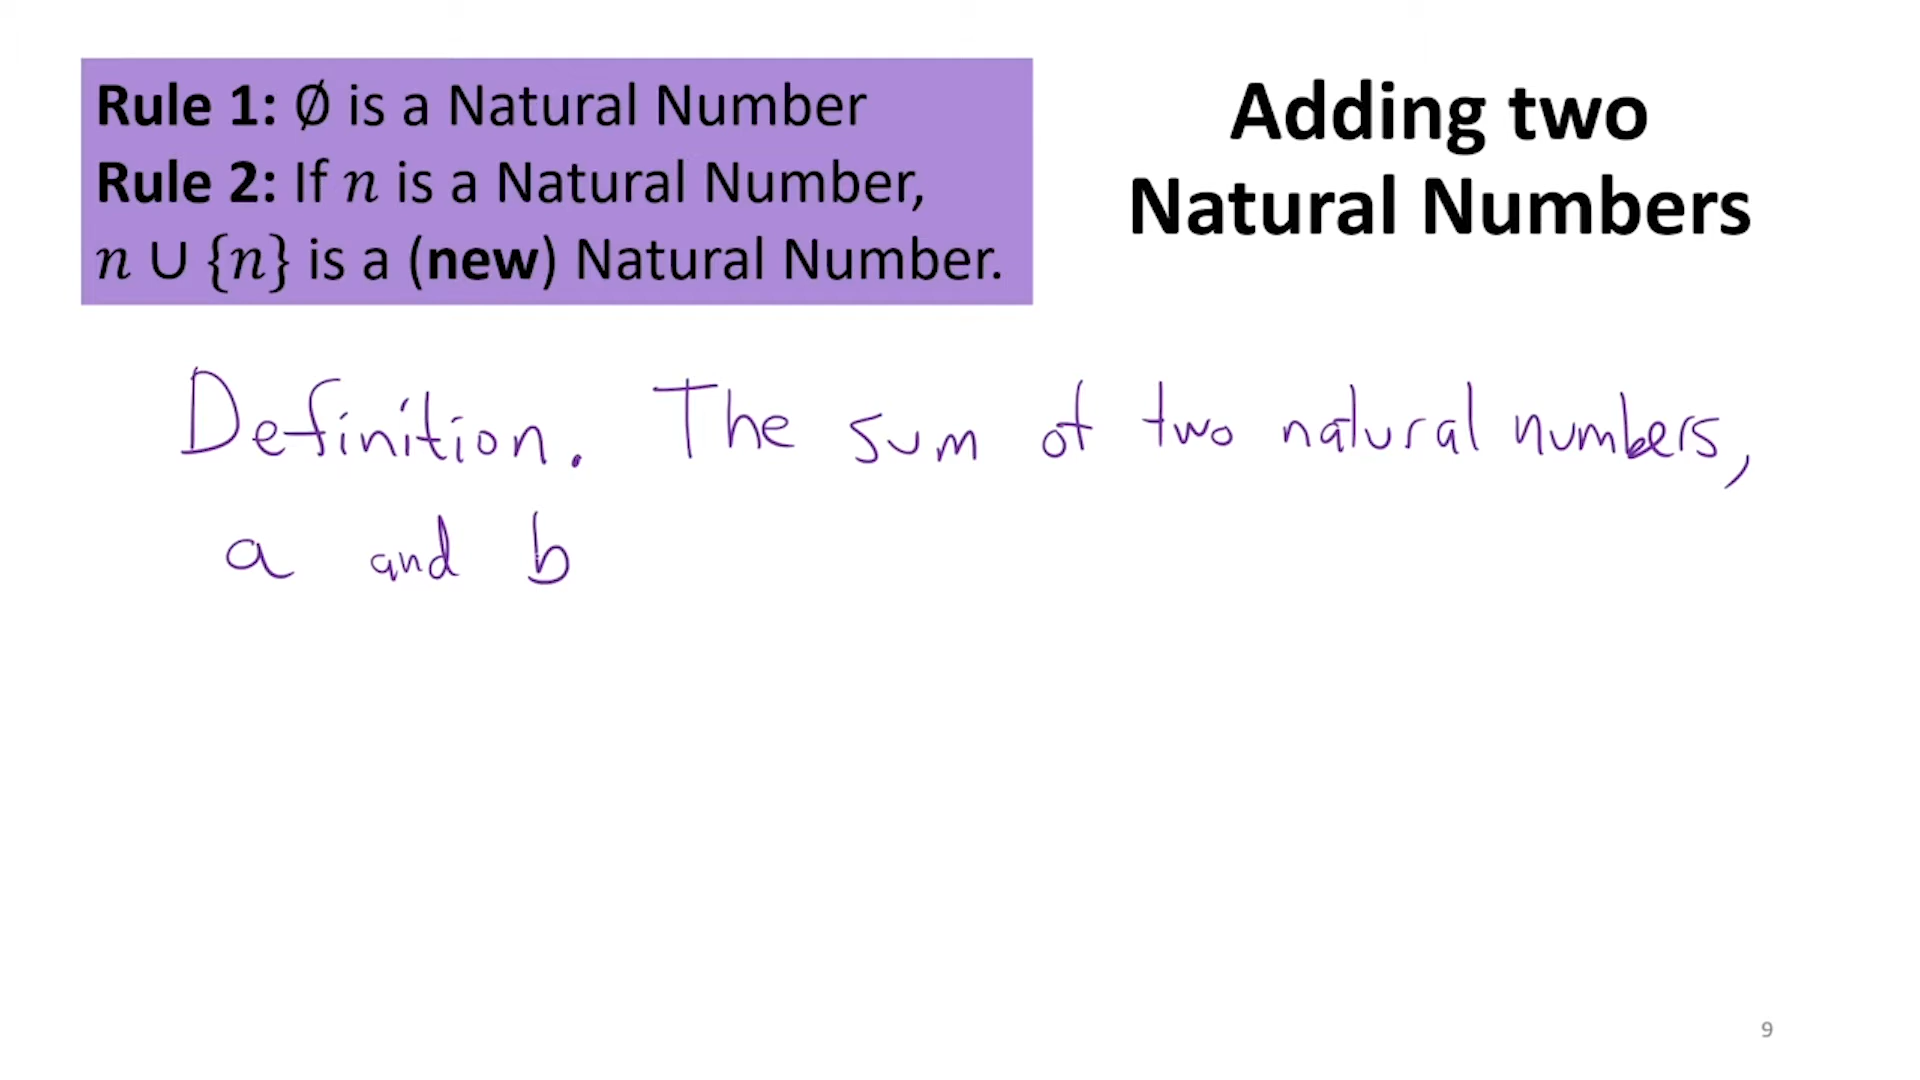 Rule 1: ∅ is a Natural Number
Rule 2: If n is a Natural Number,
n ∪ {n} is a (new) Natural Number.
Adding two
Natural Numbers
Definition. The sum of two natural numbers,
a and b
9